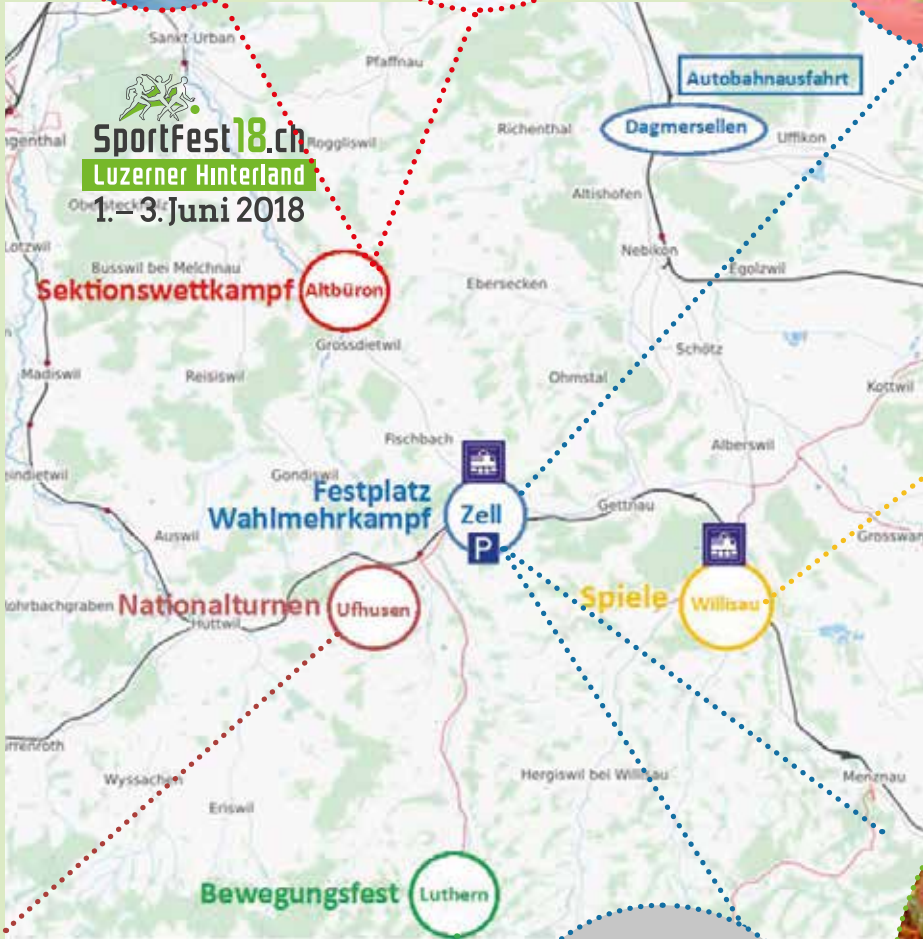 Sankt Urban
Pfaffnau
Autobahnausfahrt
SportFest18.ch
Luzerner Hinterland
1.– 3. Juni 2018
Roggliswil
Richenthal
Dagmersellen
Uffikon
Altishofen
Lotzwil
Nebikon
Egolzwil
Busswil bei Melchnau
Sektionswettkampf
Altbüron
Ebersecken
Grossdietwil
Schötz
Madiswil
Reisiswil
Ohmstal
Kottwil
Fischbach
Alberswil
Gondiswil
Festplatz
Wahlmehrkampf
Zell
P
Gettnau
Auswil
Nationalturnen
Ufhusen
Huttwil
Spiele
Willisau
Wyssachen
Eriswil
Hergiswil bei Willisau
Menznau
Bewegungsfest
Luthern